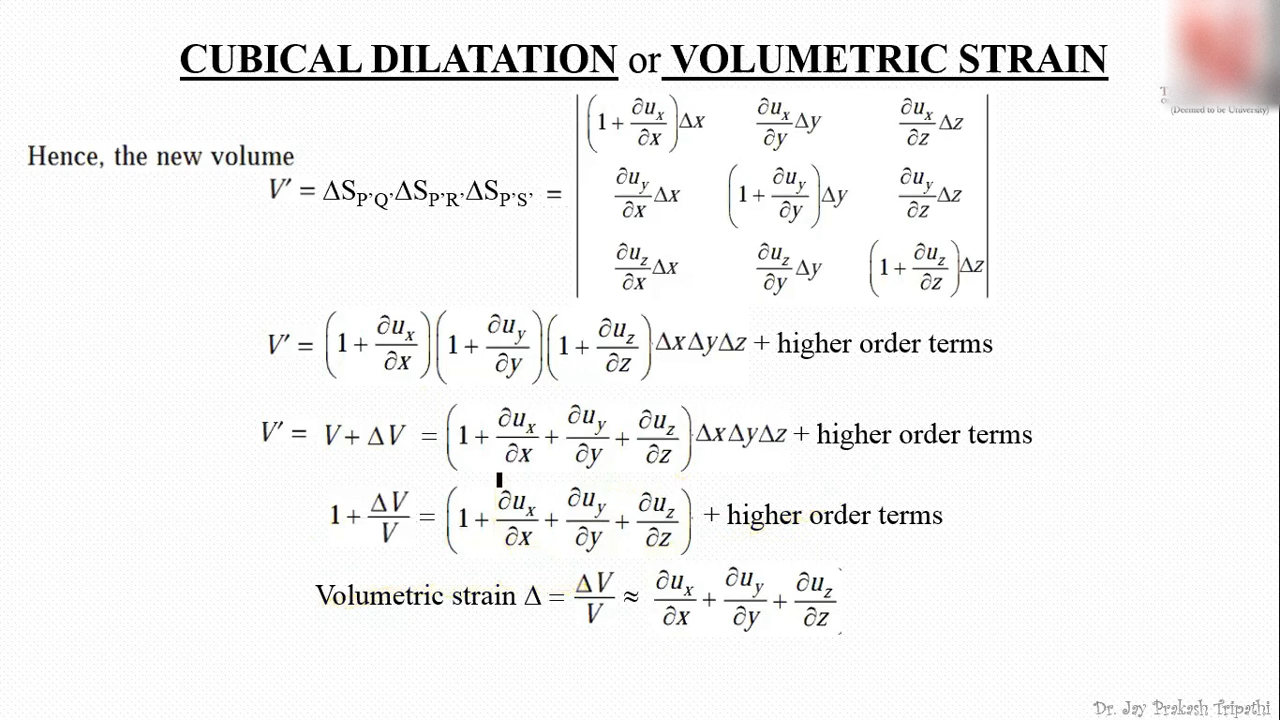 CUBICAL DILATATION or VOLUMETRIC STRAIN
(Deemed to be University)
Hence, the new volume
V' = ΔS_{P'Q'}.ΔS_{P'R'}.ΔS_{P'S'} = | (1 + ∂u_x/∂x)Δx   ∂u_x/∂y Δy   ∂u_x/∂z Δz |
| ∂u_y/∂x Δx   (1 + ∂u_y/∂y)Δy   ∂u_y/∂z Δz |
| ∂u_z/∂x Δx   ∂u_z/∂y Δy   (1 + ∂u_z/∂z)Δz |
V' = (1 + ∂u_x/∂x)(1 + ∂u_y/∂y)(1 + ∂u_z/∂z) ΔxΔyΔz + higher order terms
V' = V + ΔV = (1 + ∂u_x/∂x + ∂u_y/∂y + ∂u_z/∂z) ΔxΔyΔz + higher order terms
1 + ΔV/V = (1 + ∂u_x/∂x + ∂u_y/∂y + ∂u_z/∂z) + higher order terms
Volumetric strain Δ = ΔV/V ≈ ∂u_x/∂x + ∂u_y/∂y + ∂u_z/∂z
Dr. Jay Prakash Tripathi